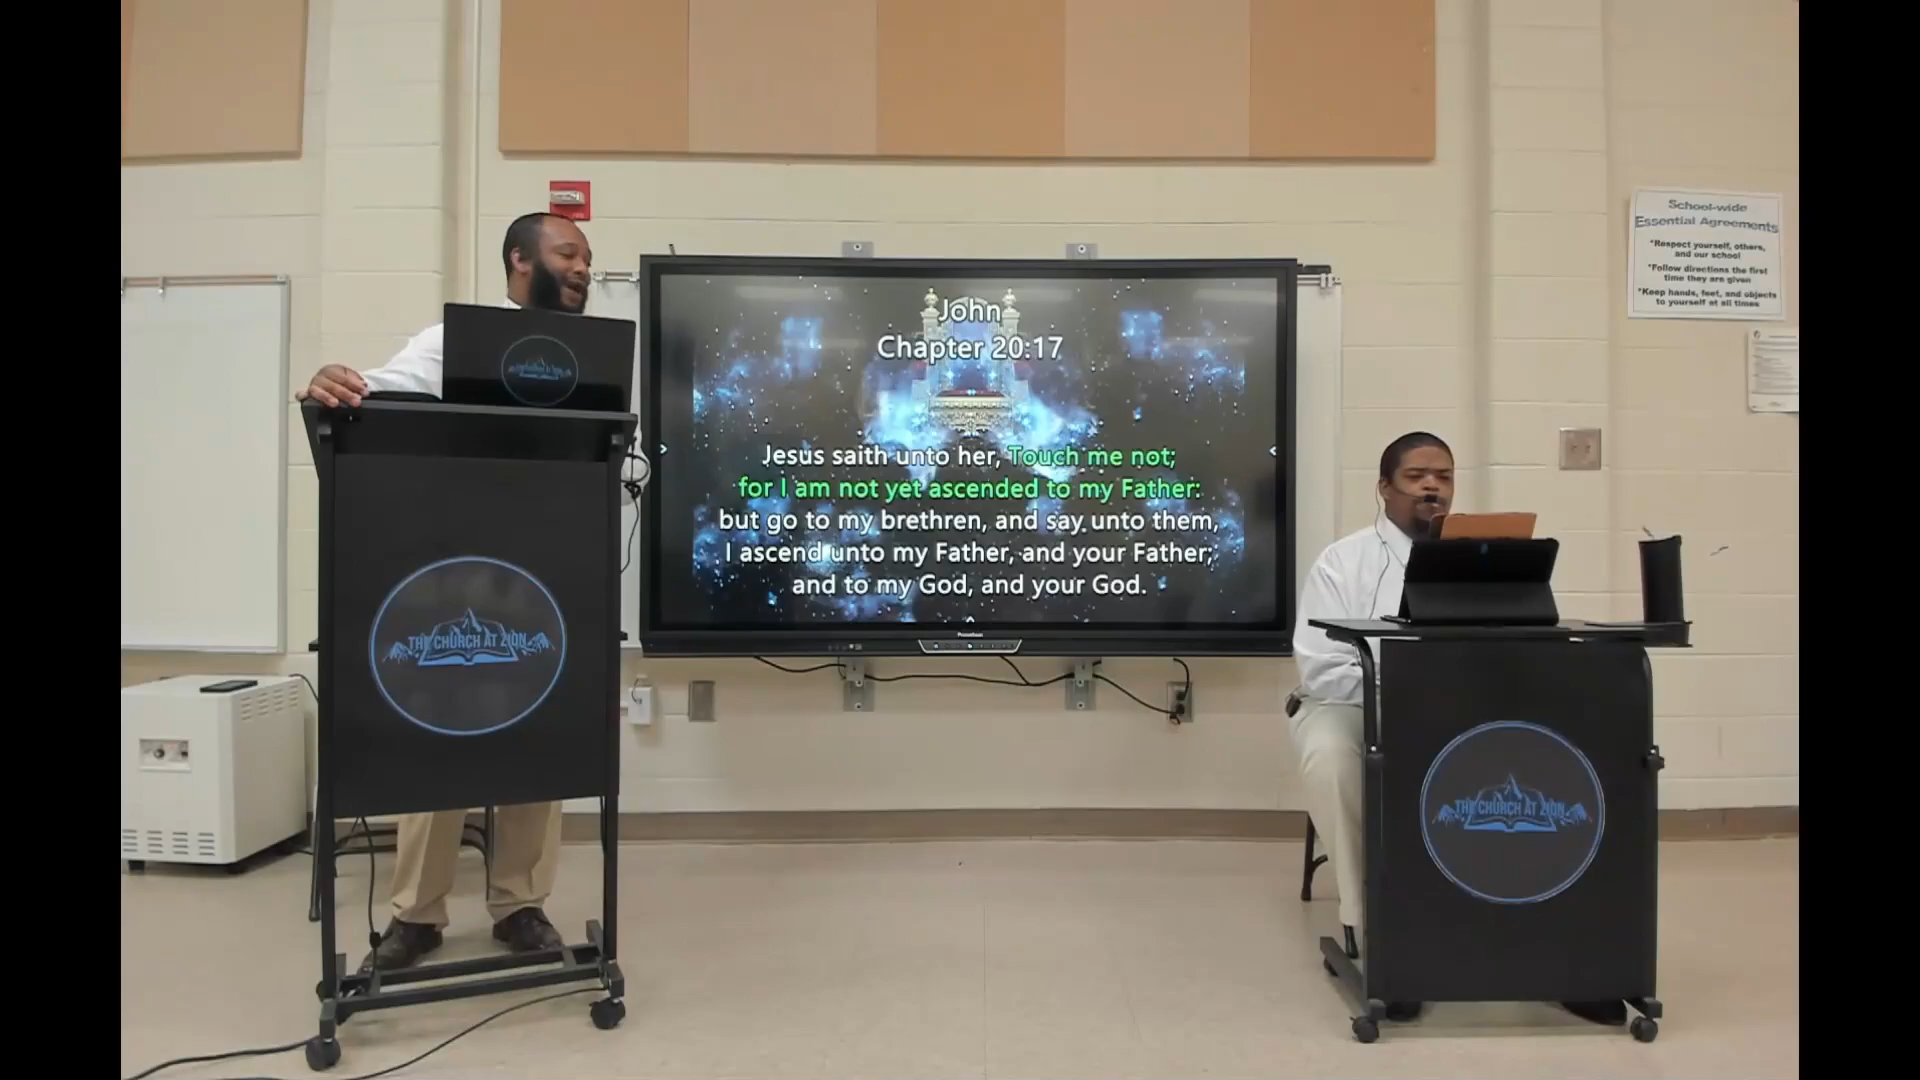 School-wide
Essential Agreements
*Respect yourself, others,
and our school
*Follow directions the first
time they are given
*Keep hands, feet, and objects
to yourself at all times
John
Chapter 20:17
Jesus saith unto her, Touch me not;
for I am not yet ascended to my Father:
but go to my brethren, and say unto them,
I ascend unto my Father, and your Father;
and to my God, and your God.
Promethean
THE CHURCH AT ZION
THE CHURCH AT ZION